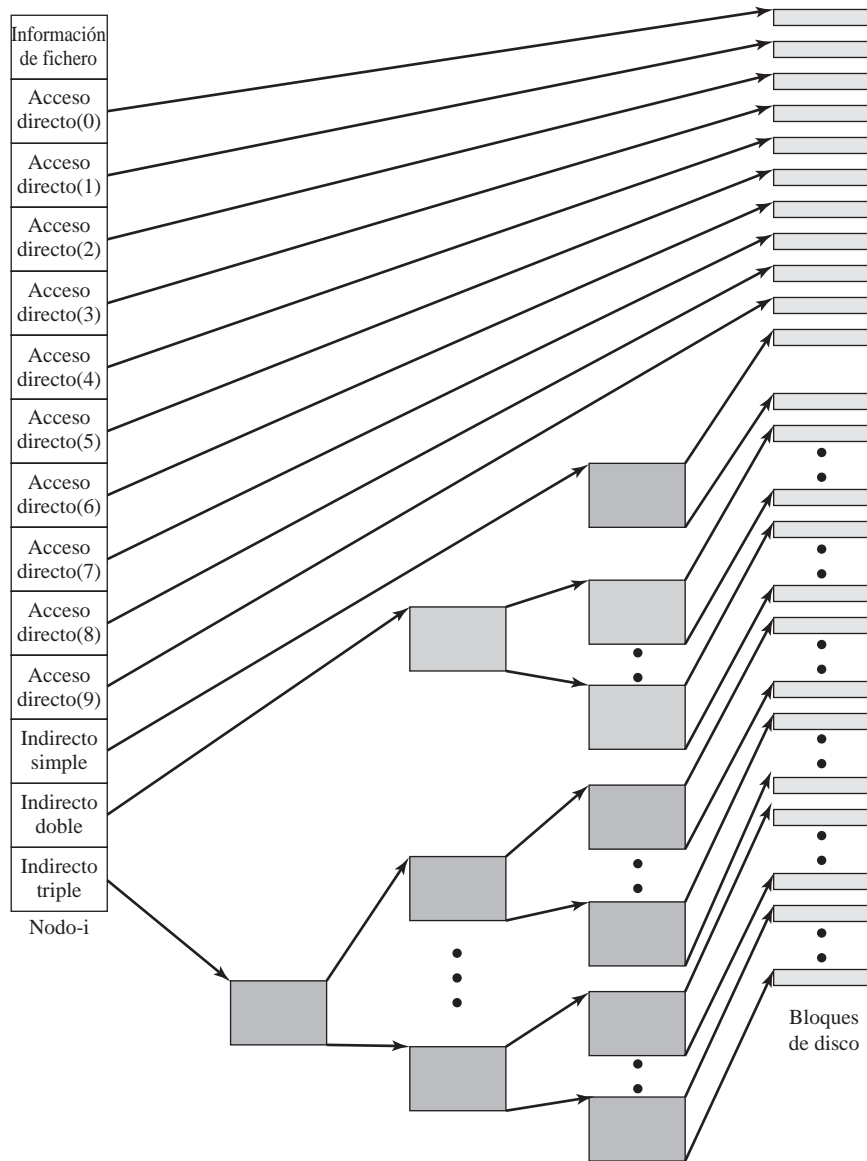 Información
de fichero
Acceso
directo(0)
Acceso
directo(1)
Acceso
directo(2)
Acceso
directo(3)
Acceso
directo(4)
Acceso
directo(5)
Acceso
directo(6)
Acceso
directo(7)
Acceso
directo(8)
Acceso
directo(9)
Indirecto
simple
Indirecto
doble
Indirecto
triple
Nodo-i
Bloques
de disco